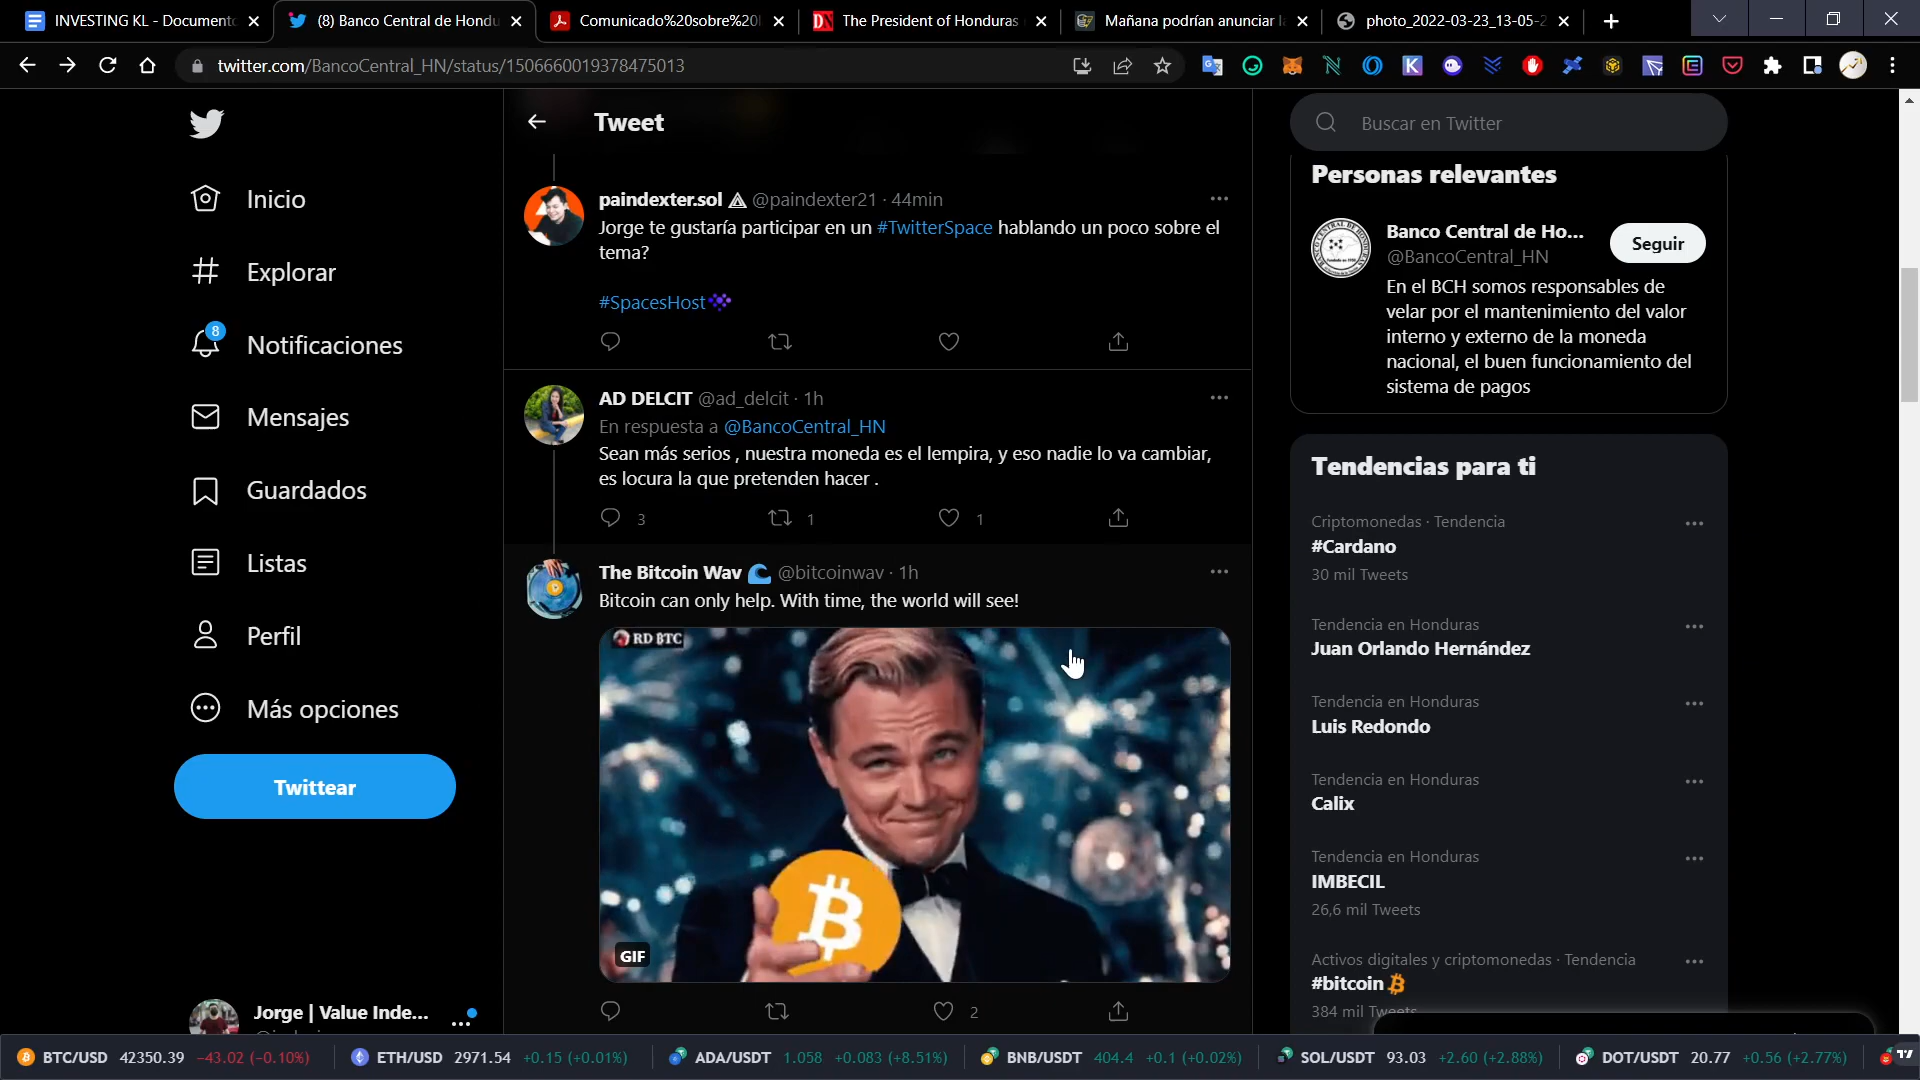 INVESTING KL - Document
(8) Banco Central de Hondu
Comunicado%20sobre%20
The President of Honduras
Mañana podrían anunciar l
photo_2022-03-23_13-05-2
twitter.com/BancoCentral_HN/status/1506660019378475013
Inicio
Explorar
8
Notificaciones
Mensajes
Guardados
Listas
Perfil
Más opciones
Twittear
Jorge | Value Inde...
Tweet
paindexter.sol @paindexter21 · 44min
Jorge te gustaría participar en un #TwitterSpace hablando un poco sobre el
tema?
#SpacesHost
AD DELCIT @ad_delcit · 1h
En respuesta a @BancoCentral_HN
Sean más serios , nuestra moneda es el lempira, y eso nadie lo va cambiar,
es locura la que pretenden hacer .
3 1 1
The Bitcoin Wav @bitcoinwav · 1h
Bitcoin can only help. With time, the world will see!
RD BTC
GIF
2
Buscar en Twitter
Personas relevantes
Banco Central de Ho...
@BancoCentral_HN
Seguir
En el BCH somos responsables de
velar por el mantenimiento del valor
interno y externo de la moneda
nacional, el buen funcionamiento del
sistema de pagos
Tendencias para ti
Criptomonedas · Tendencia
#Cardano
30 mil Tweets
Tendencia en Honduras
Juan Orlando Hernández
Tendencia en Honduras
Luis Redondo
Tendencia en Honduras
Calix
Tendencia en Honduras
IMBECIL
26,6 mil Tweets
Activos digitales y criptomonedas · Tendencia
#bitcoin
384 mil Tweets
BTC/USD 42350.39 −43.02 (−0.10%) ETH/USD 2971.54 +0.15 (+0.01%) ADA/USDT 1.058 +0.083 (+8.51%) BNB/USDT 404.4 +0.1 (+0.02%) SOL/USDT 93.03 +2.60 (+2.88%) DOT/USDT 20.77 +0.56 (+2.77%)